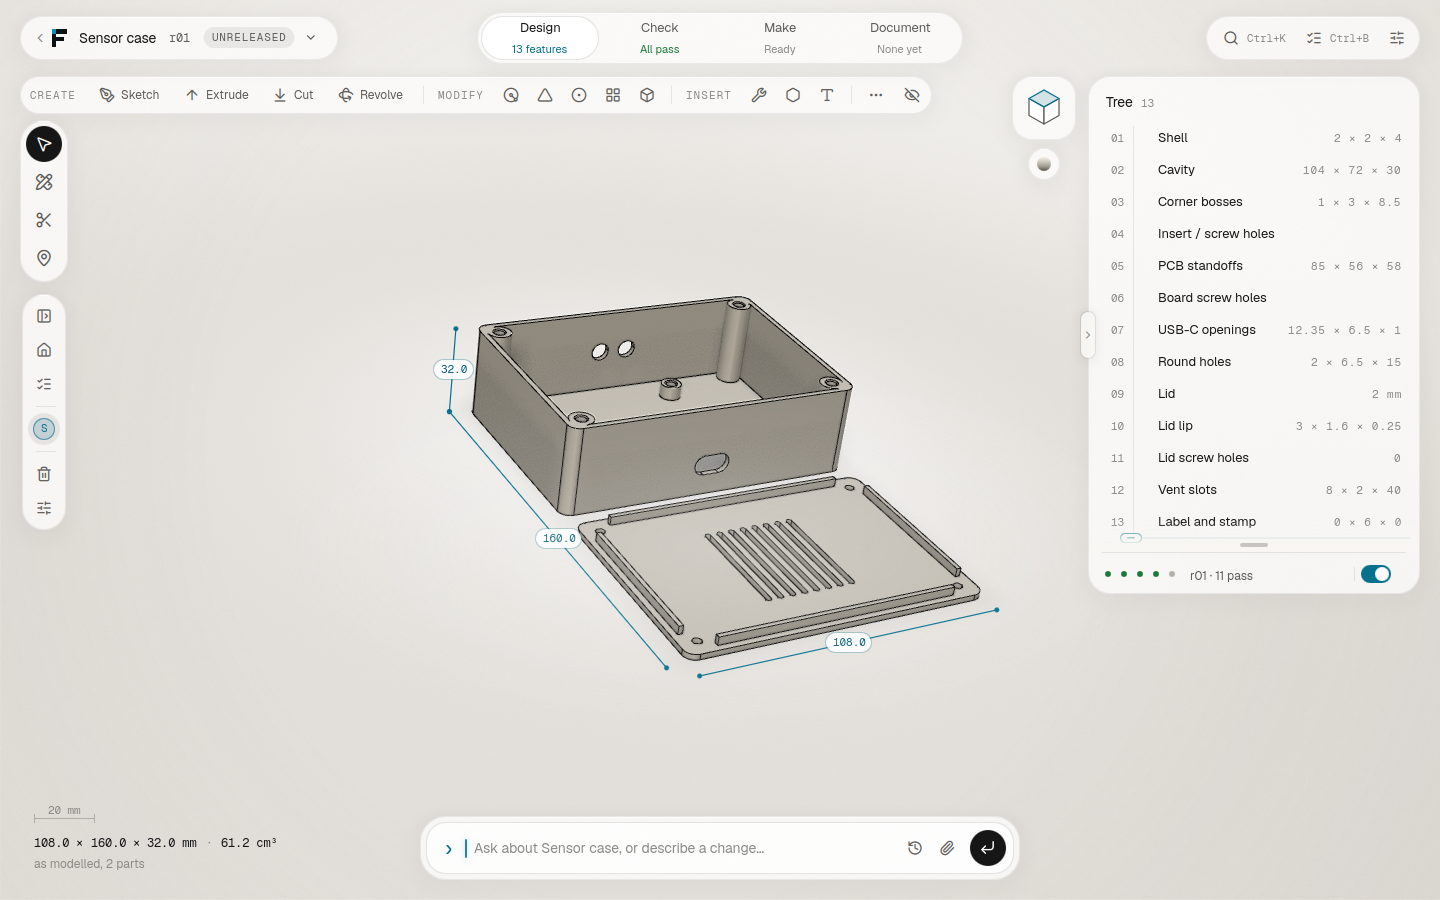 Sensor case r01 UNRELEASED
Design
13 features
Check
All pass
Make
Ready
Document
None yet
Ctrl+K
Ctrl+B
CREATE Sketch Extrude Cut Revolve MODIFY INSERT
Tree 13
01 Shell 2 × 2 × 4
02 Cavity 104 × 72 × 30
03 Corner bosses 1 × 3 × 8.5
04 Insert / screw holes
05 PCB standoffs 85 × 56 × 58
06 Board screw holes
07 USB-C openings 12.35 × 6.5 × 1
08 Round holes 2 × 6.5 × 15
09 Lid 2 mm
10 Lid lip 3 × 1.6 × 0.25
11 Lid screw holes 0
12 Vent slots 8 × 2 × 40
13 Label and stamp 0 × 6 × 0
r01 · 11 pass
S
32.0
160.0
108.0
20 mm
108.0 × 160.0 × 32.0 mm · 61.2 cm³
as modelled, 2 parts
Ask about Sensor case, or describe a change…